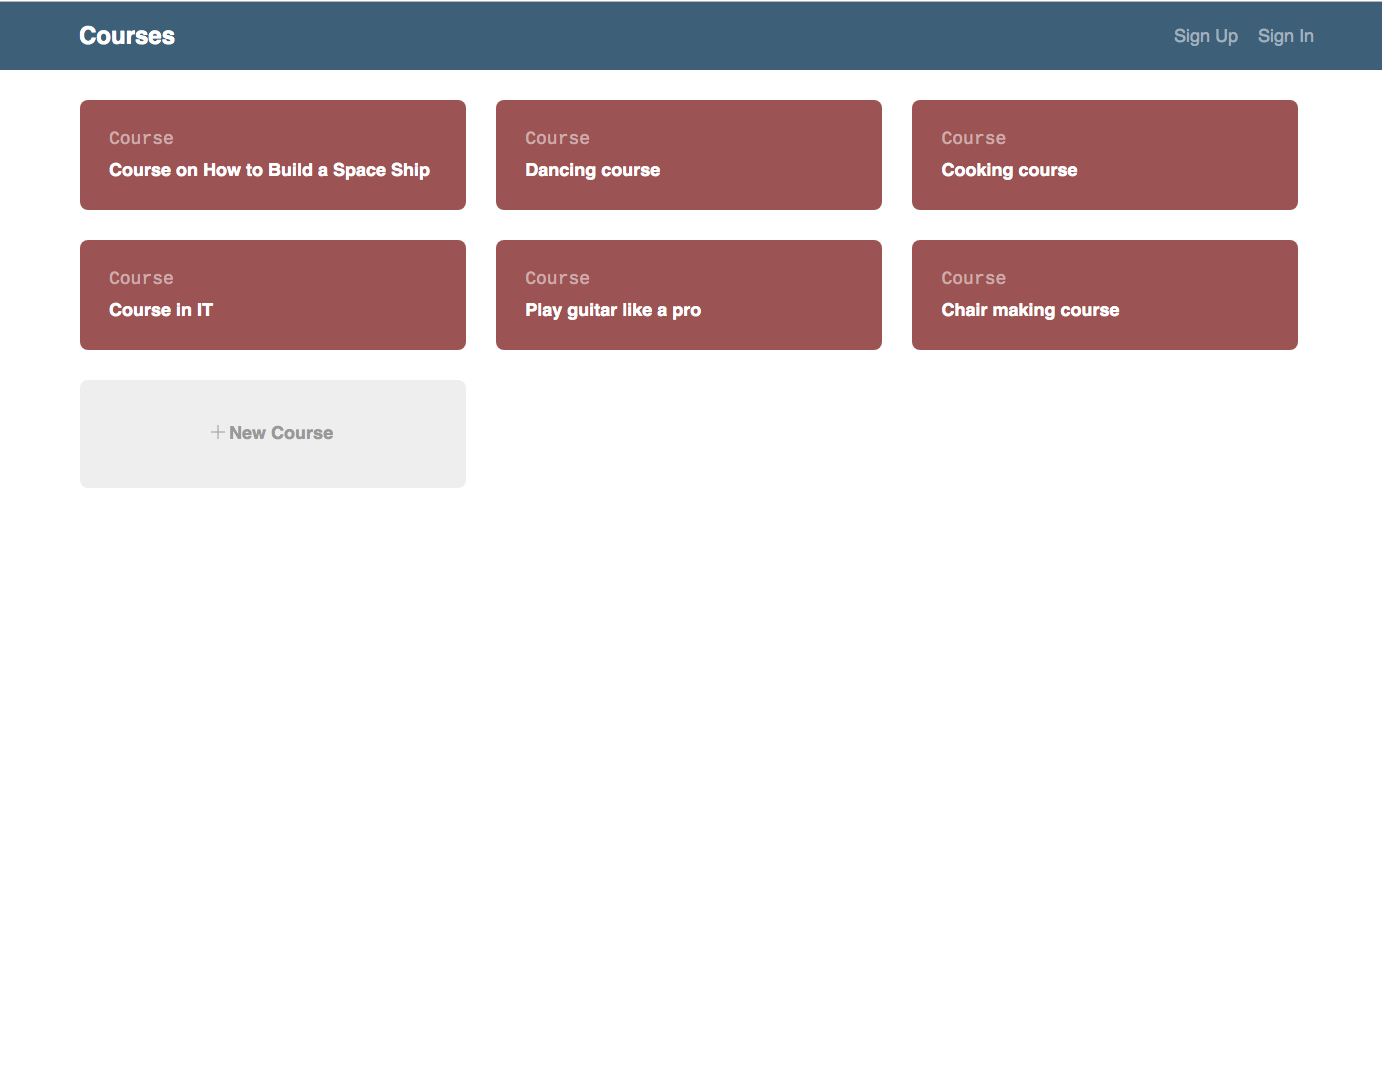 Courses
Sign Up
Sign In
Course
Course on How to Build a Space Ship
Course
Dancing course
Course
Cooking course
Course
Course in IT
Course
Play guitar like a pro
Course
Chair making course
+ New Course